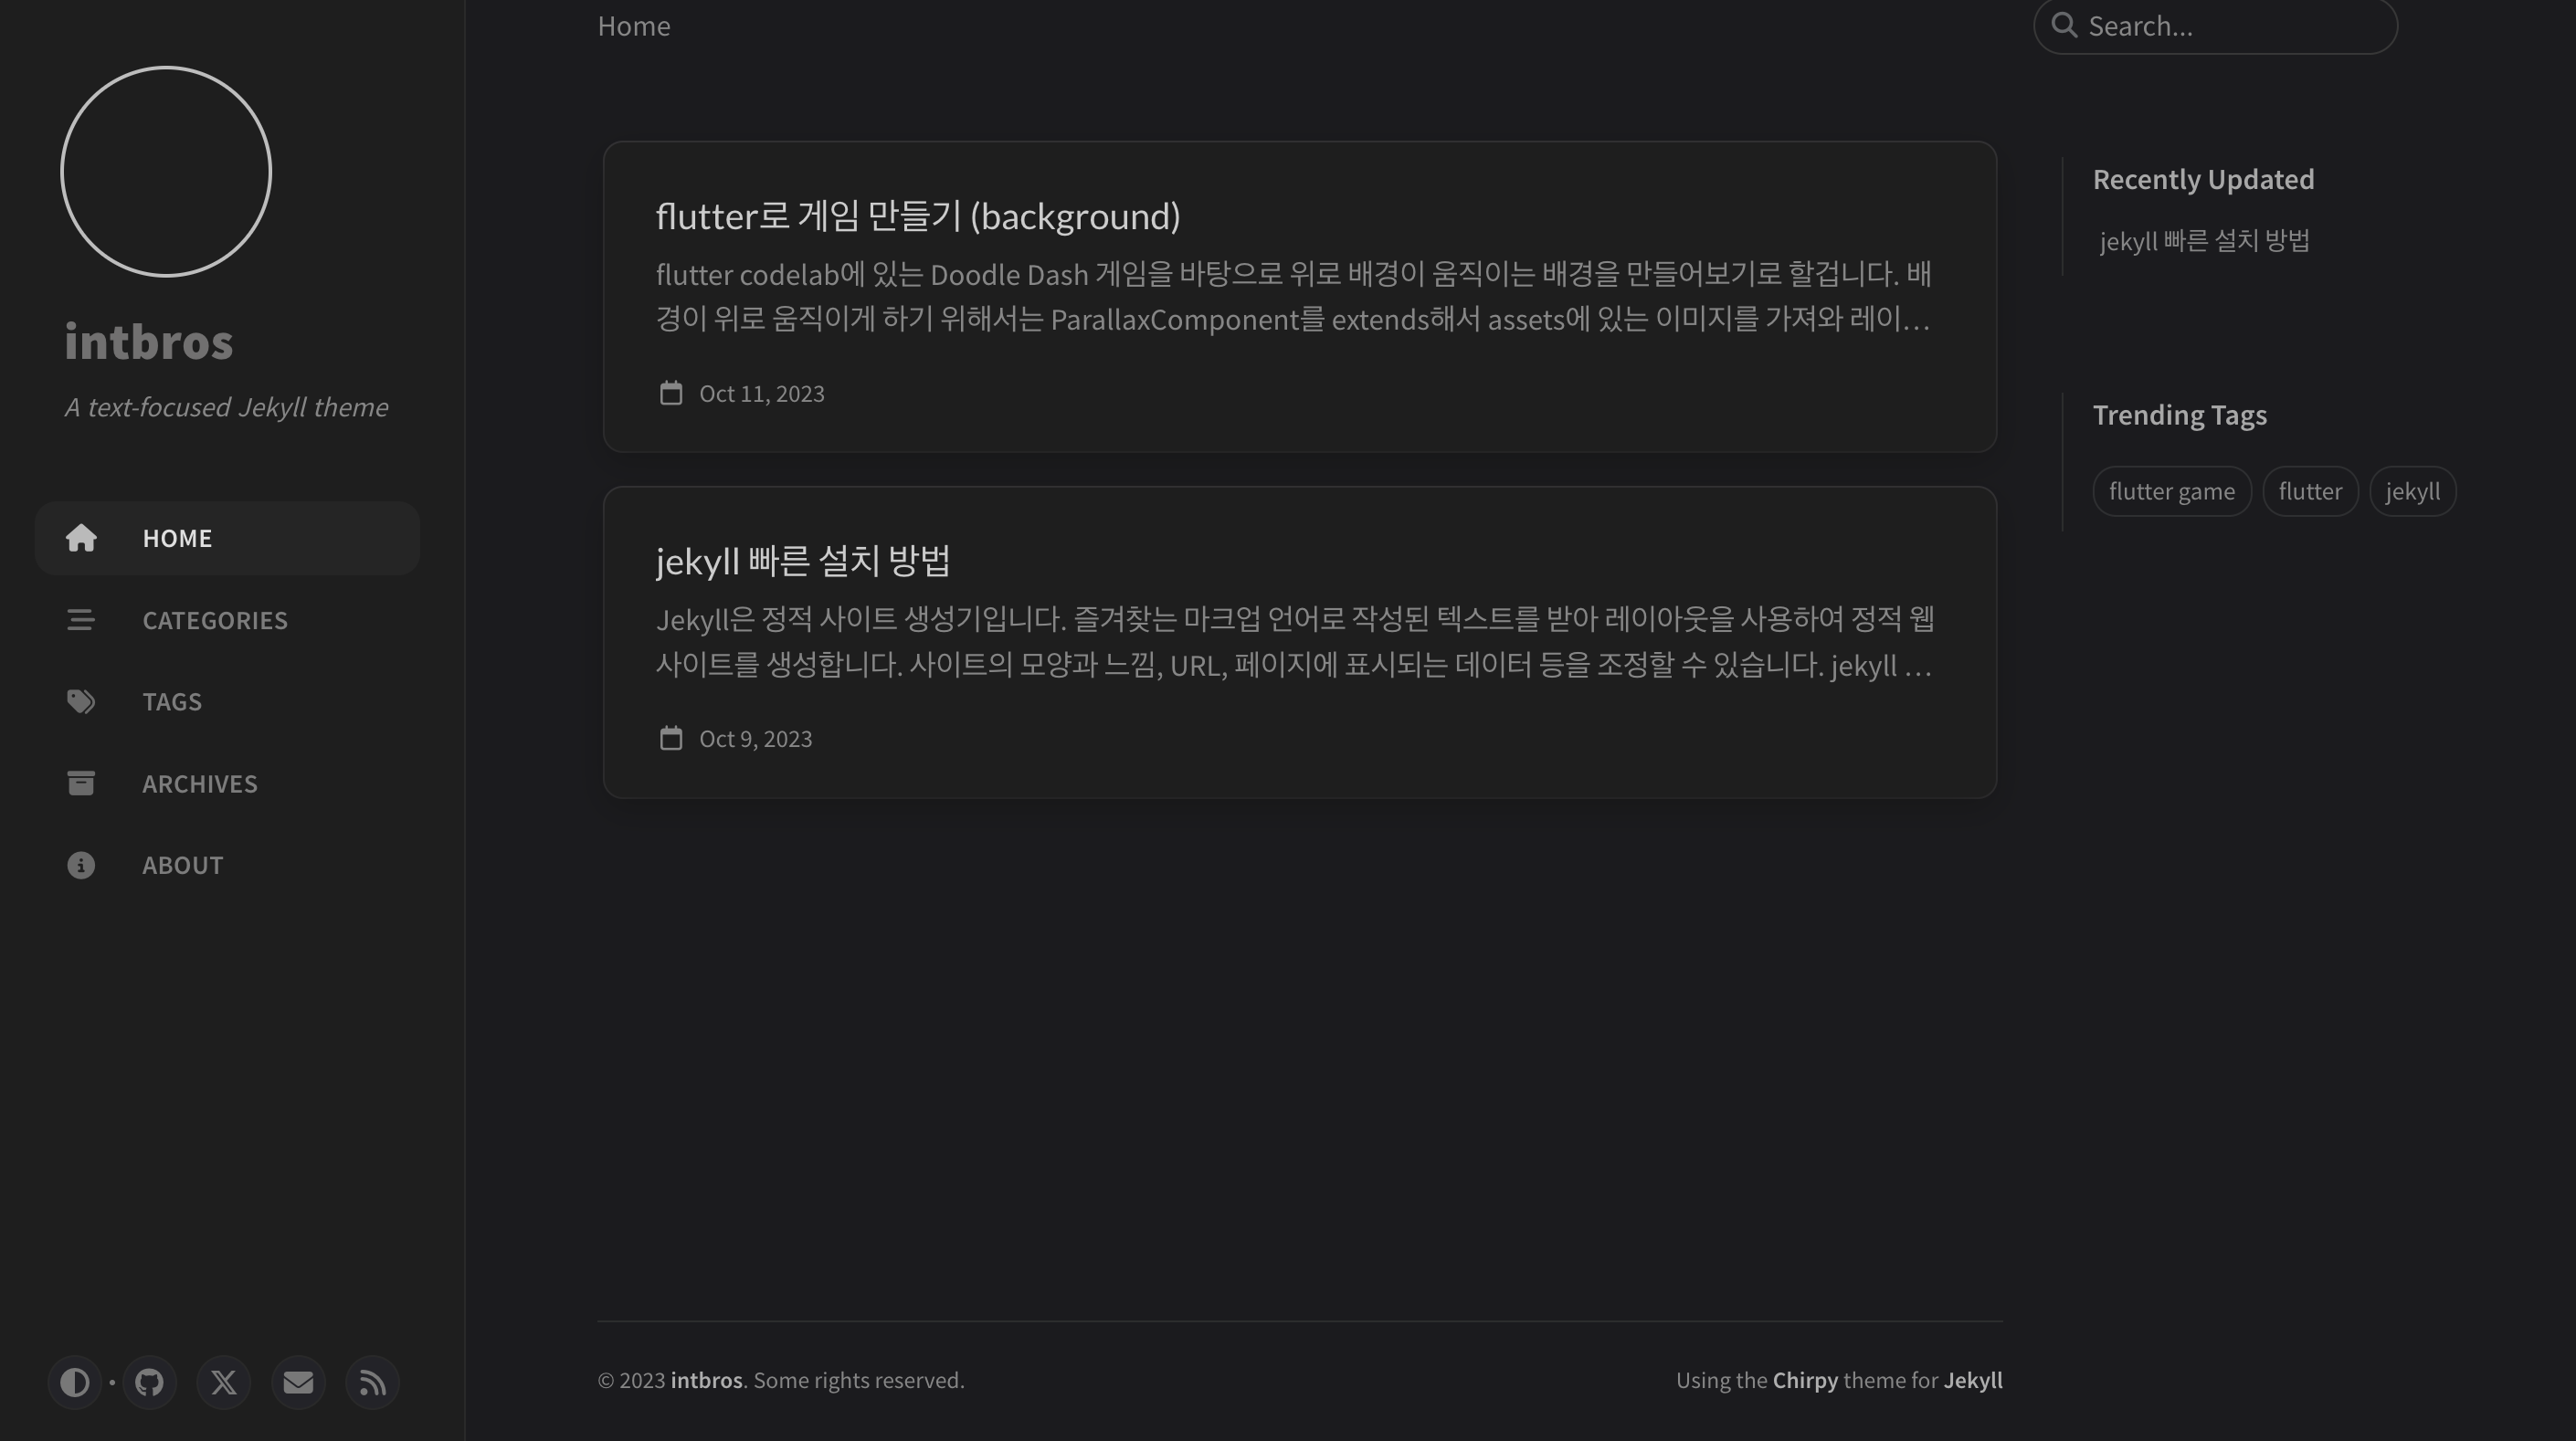 intbros
A text-focused Jekyll theme
HOME
CATEGORIES
TAGS
ARCHIVES
ABOUT
Home
Search...
flutter로 게임 만들기 (background)
flutter codelab에 있는 Doodle Dash 게임을 바탕으로 위로 배경이 움직이는 배경을 만들어보기로 할겁니다. 배
경이 위로 움직이게 하기 위해서는 ParallaxComponent를 extends해서 assets에 있는 이미지를 가져와 레이…
Oct 11, 2023
jekyll 빠른 설치 방법
Jekyll은 정적 사이트 생성기입니다. 즐겨찾는 마크업 언어로 작성된 텍스트를 받아 레이아웃을 사용하여 정적 웹
사이트를 생성합니다. 사이트의 모양과 느낌, URL, 페이지에 표시되는 데이터 등을 조정할 수 있습니다. jekyll …
Oct 9, 2023
Recently Updated
jekyll 빠른 설치 방법
Trending Tags
flutter game
flutter
jekyll
© 2023 intbros. Some rights reserved.
Using the Chirpy theme for Jekyll